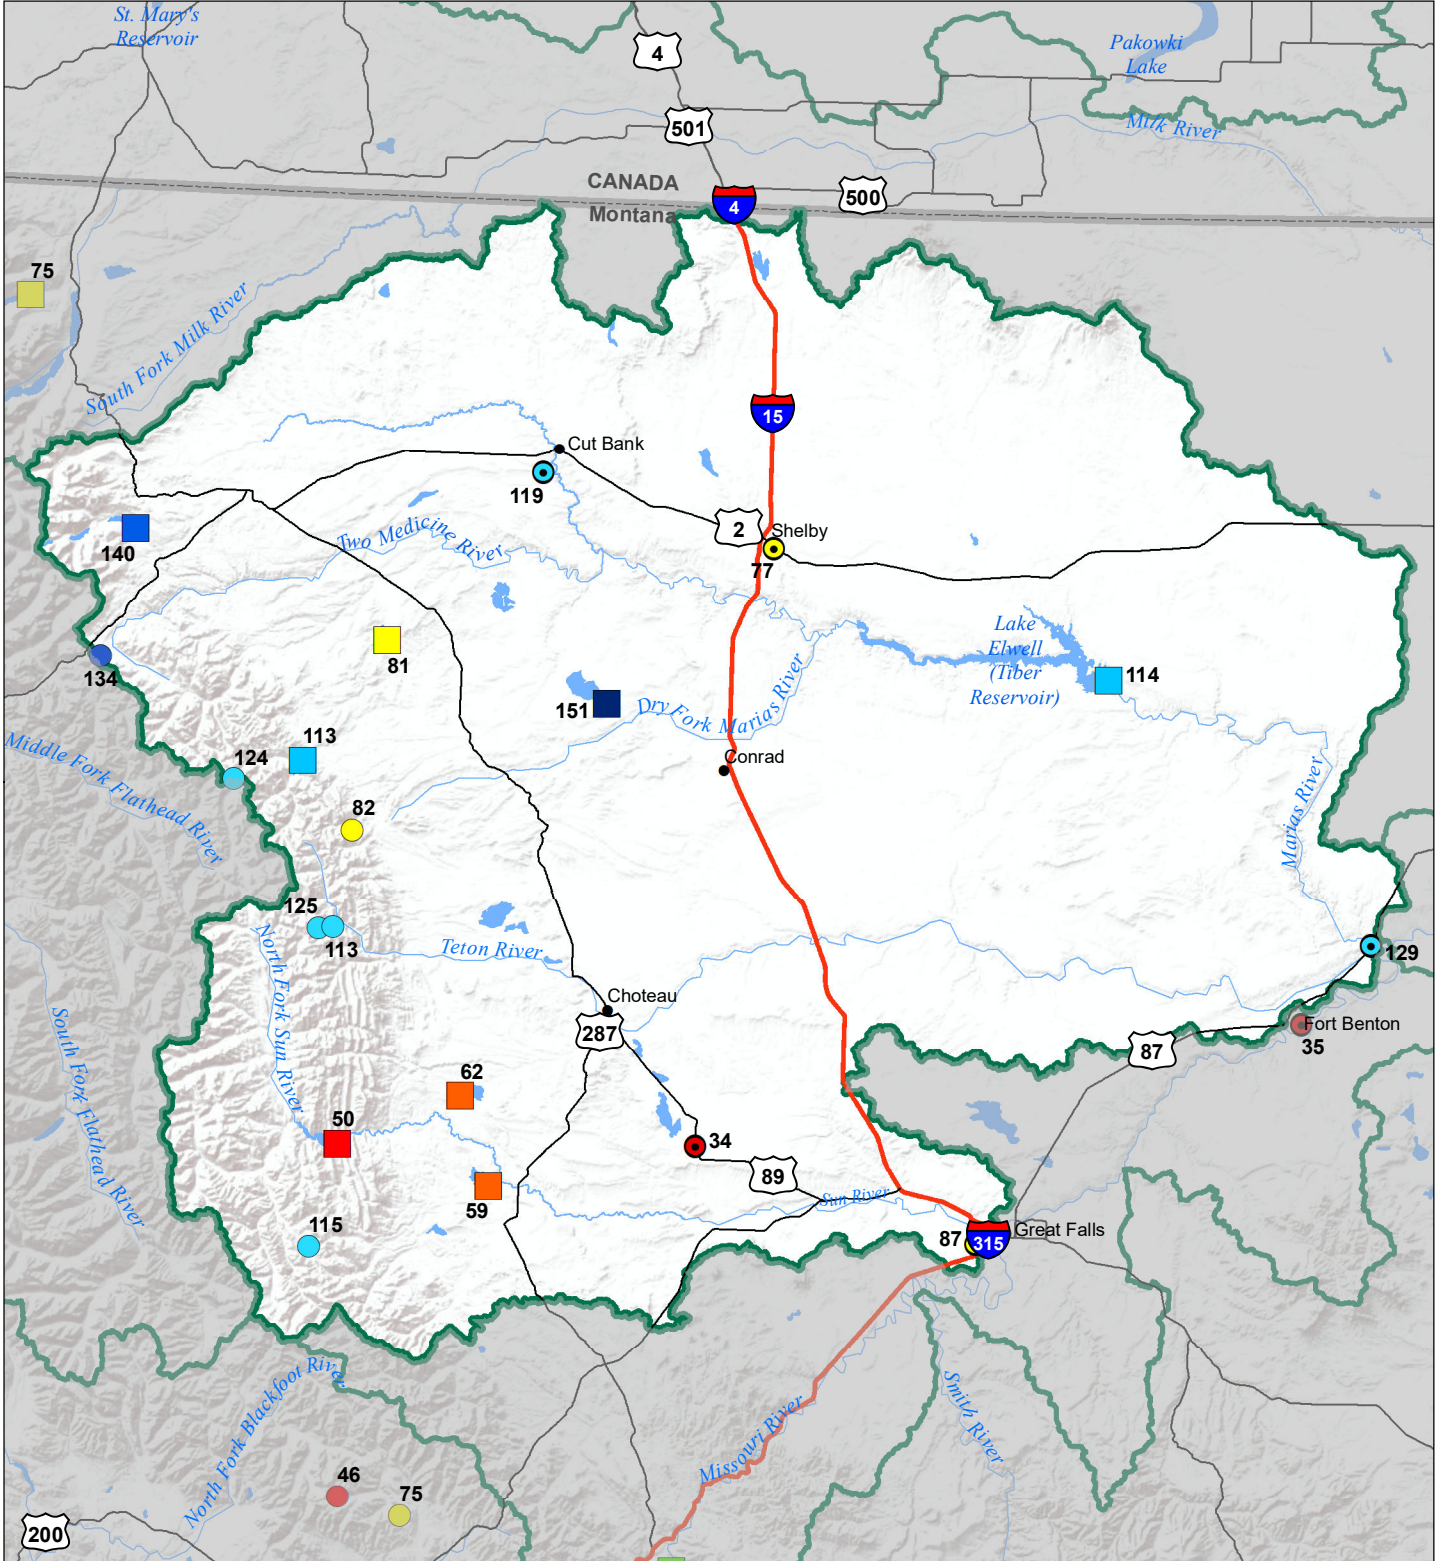 St. Mary's
Reservoir
4
Pakowki
Lake
501
Milk River
CANADA
Montana
4
500
75
South Fork Milk River
15
Cut Bank
119
2
Shelby
77
140
Two Medicine River
Lake
Elwell
(Tiber
Reservoir)
81
134
114
151
Dry Fork Marias River
113
Middle Fork Flathead River
124
Conrad
Marias River
82
125
113
North Fork Sun River
Teton River
129
Choteau
287
South Fork Flathead River
Fort Benton
35
87
62
50
34
89
59
Sun River
115
87
315
Great Falls
North Fork Blackfoot River
Missouri River
Smith River
46
75
200